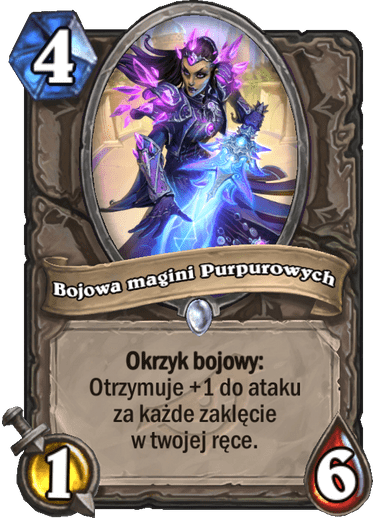 4
Bojowa magini Purpurowych
Okrzyk bojowy:
Otrzymuje +1 do ataku
za każde zaklęcie
w twojej ręce.
1
6